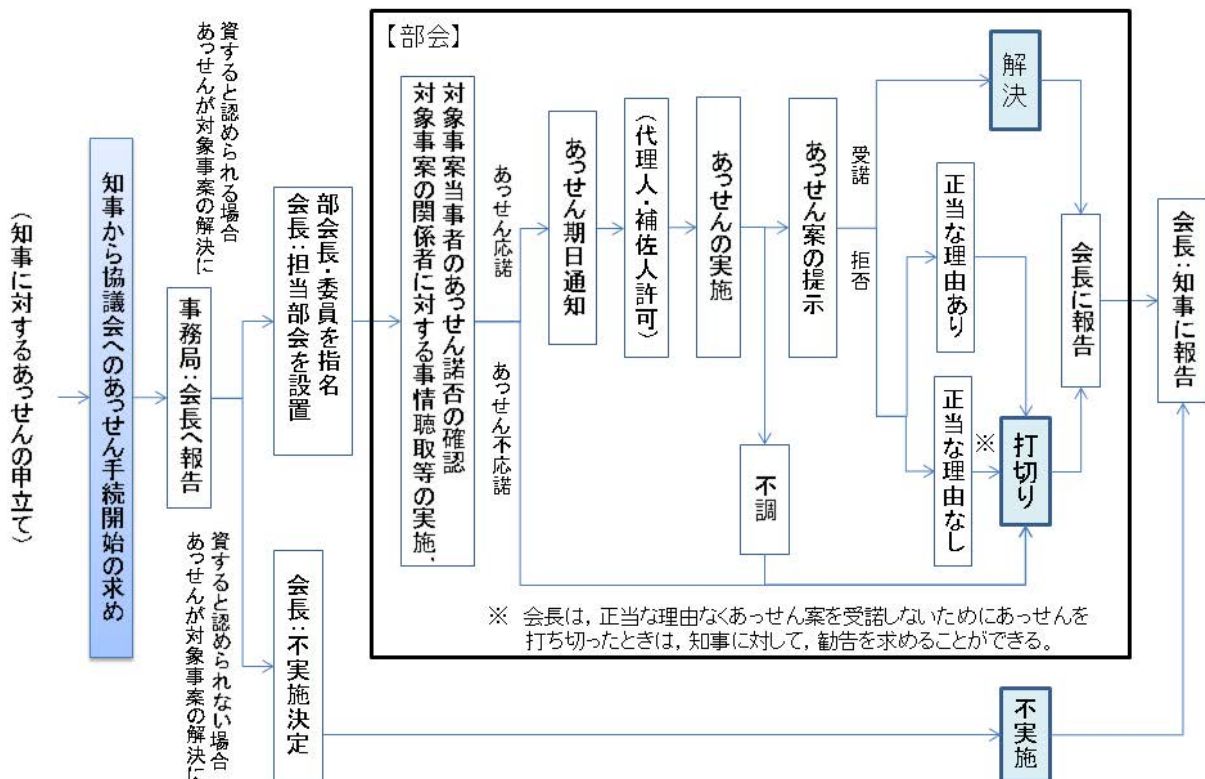 （知事に対するあっせんの申立て）
知事から協議会へのあっせん手続開始の求め
事務局：会長へ報告
あっせんが対象事案の解決に
資すると認められる場合
会長：担当部会を設置
部会長・委員を指名
あっせんが対象事案の解決に
資すると認められない場合
会長：不実施決定
不実施
【部会】
対象事案の関係者に対する事情聴取等の実施、
対象事案当事者のあっせん諾否の確認
あっせん応諾
あっせん不応諾
あっせん期日通知
（代理人・補佐人許可）
あっせんの実施
不調
あっせん案の提示
受諾
拒否
解決
正当な理由あり
正当な理由なし
※
打切り
会長に報告
※　会長は，正当な理由なくあっせん案を受諾しないためにあっせんを
打ち切ったときは，知事に対して，勧告を求めることができる。
会長：知事に報告